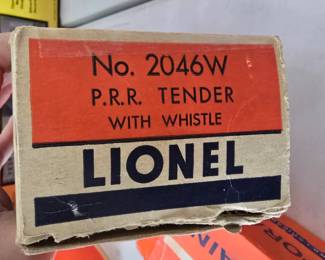 No. 2046W
P.R.R. TENDER
WITH WHISTLE
LIONEL